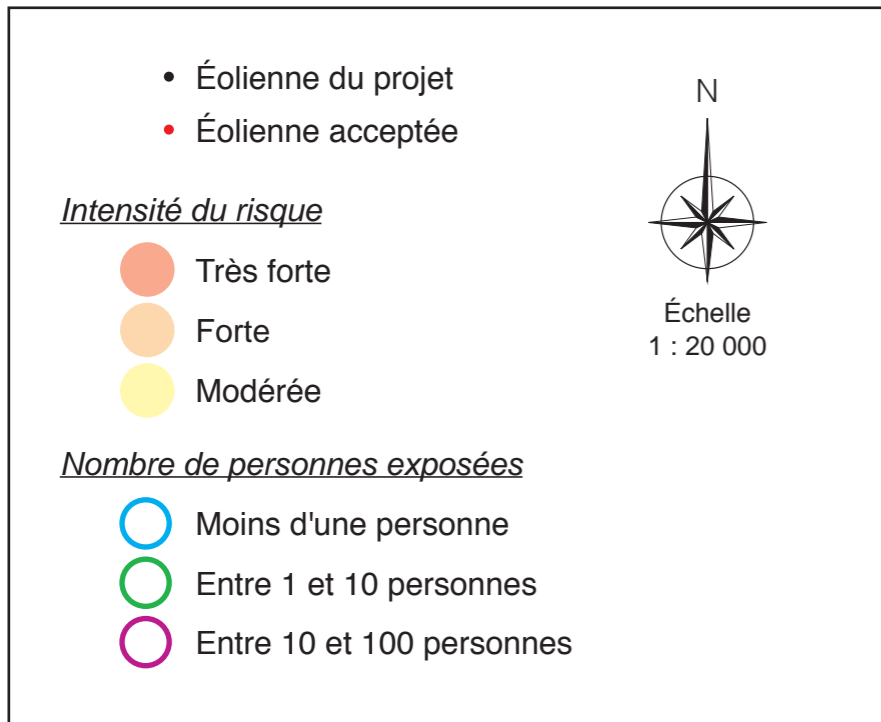 Éolienne du projet
Éolienne acceptée
N
Échelle
1 : 20 000
Intensité du risque
Très forte
Forte
Modérée
Nombre de personnes exposées
Moins d'une personne
Entre 1 et 10 personnes
Entre 10 et 100 personnes